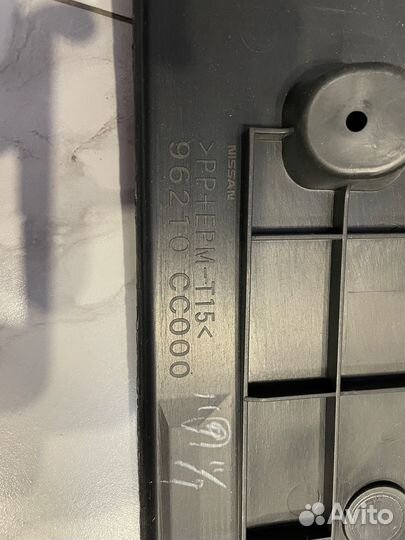 NISSAN
>PP+EPM-T15<
96210 CC000
Avito